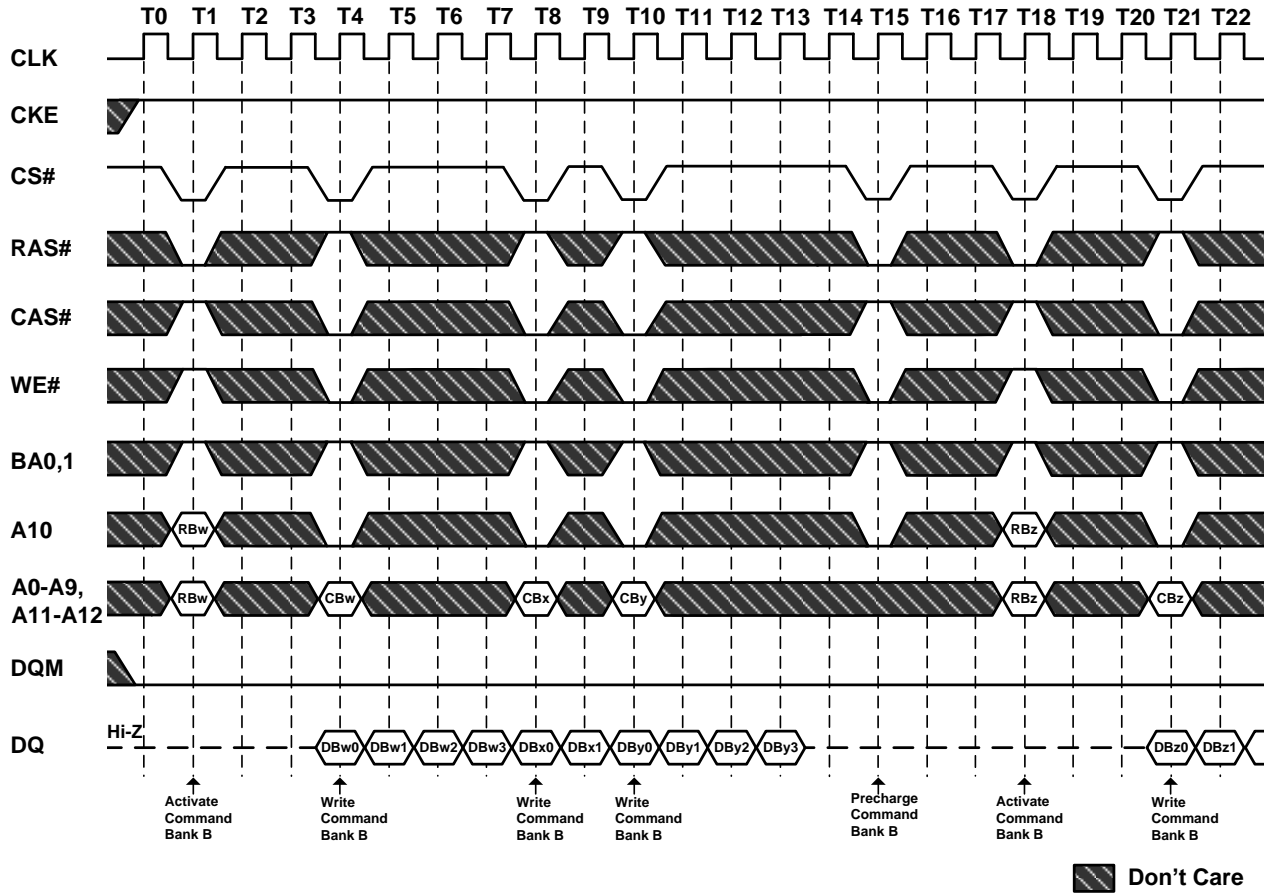 T0 T1 T2 T3 T4 T5 T6 T7 T8 T9 T10 T11 T12 T13 T14 T15 T16 T17 T18 T19 T20 T21 T22
CLK
CKE
CS#
RAS#
CAS#
WE#
BA0,1
A10 RBw RBz
A0-A9,
A11-A12 RBw CBw CBx CBy RBz CBz
DQM
DQ Hi-Z DBw0 DBw1 DBw2 DBw3 DBx0 DBx1 DBy0 DBy1 DBy2 DBy3 DBz0 DBz1
Activate
Command
Bank B
Write
Command
Bank B
Write
Command
Bank B
Write
Command
Bank B
Precharge
Command
Bank B
Activate
Command
Bank B
Write
Command
Bank B
Don't Care